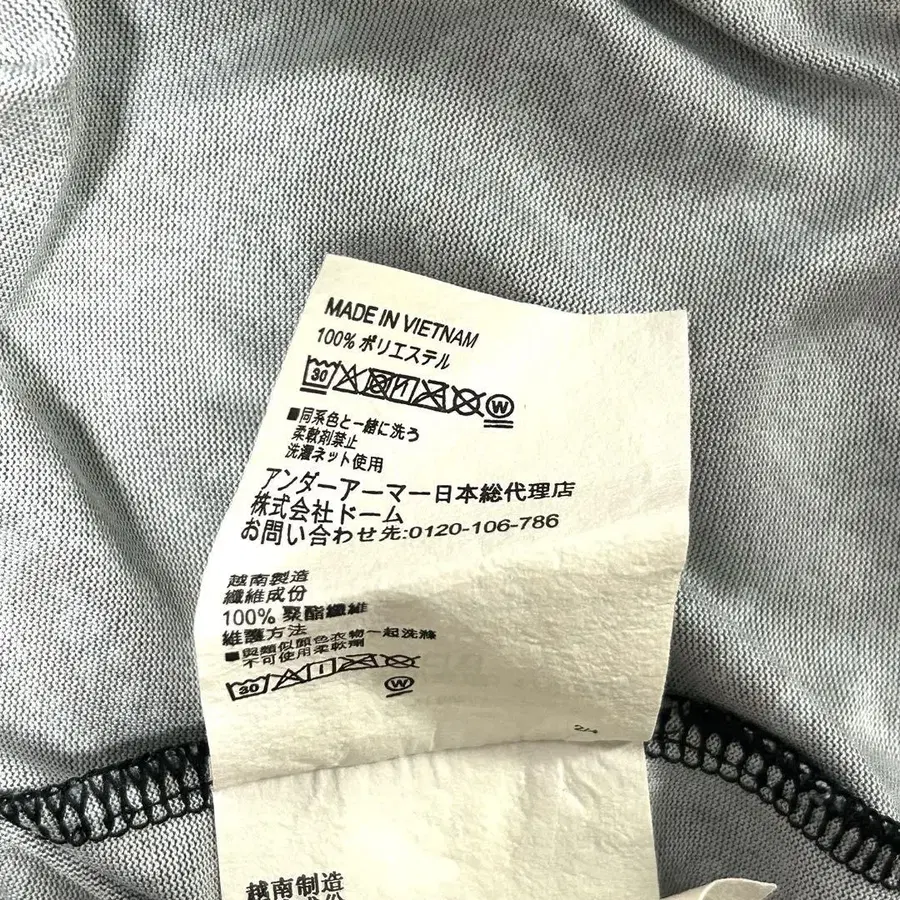 MADE IN VIETNAM
100% ポリエステル
30
W
■同系色と一緒に洗う
柔軟剤禁止
洗濯ネット使用
アンダーアーマー日本総代理店
株式会社ドーム
お問い合わせ先:0120-106-786
越南製造
纖維成份
100% 聚酯纖維
維護方法
■與類似顏色衣物一起洗滌
不可使用柔軟劑
30
W
2/4
越南制造